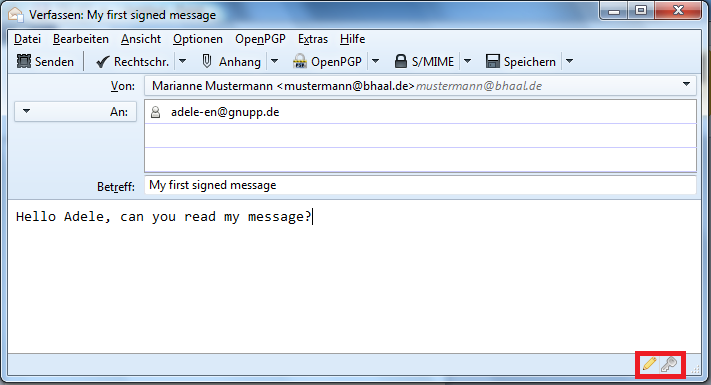 Verfassen: My first signed message
Datei Bearbeiten Ansicht Optionen OpenPGP Extras Hilfe
Senden Rechtschr. Anhang OpenPGP S/MIME Speichern
Von: Marianne Mustermann <mustermann@bhaal.de> mustermann@bhaal.de
An: adele-en@gnupp.de
Betreff: My first signed message
Hello Adele, can you read my message?